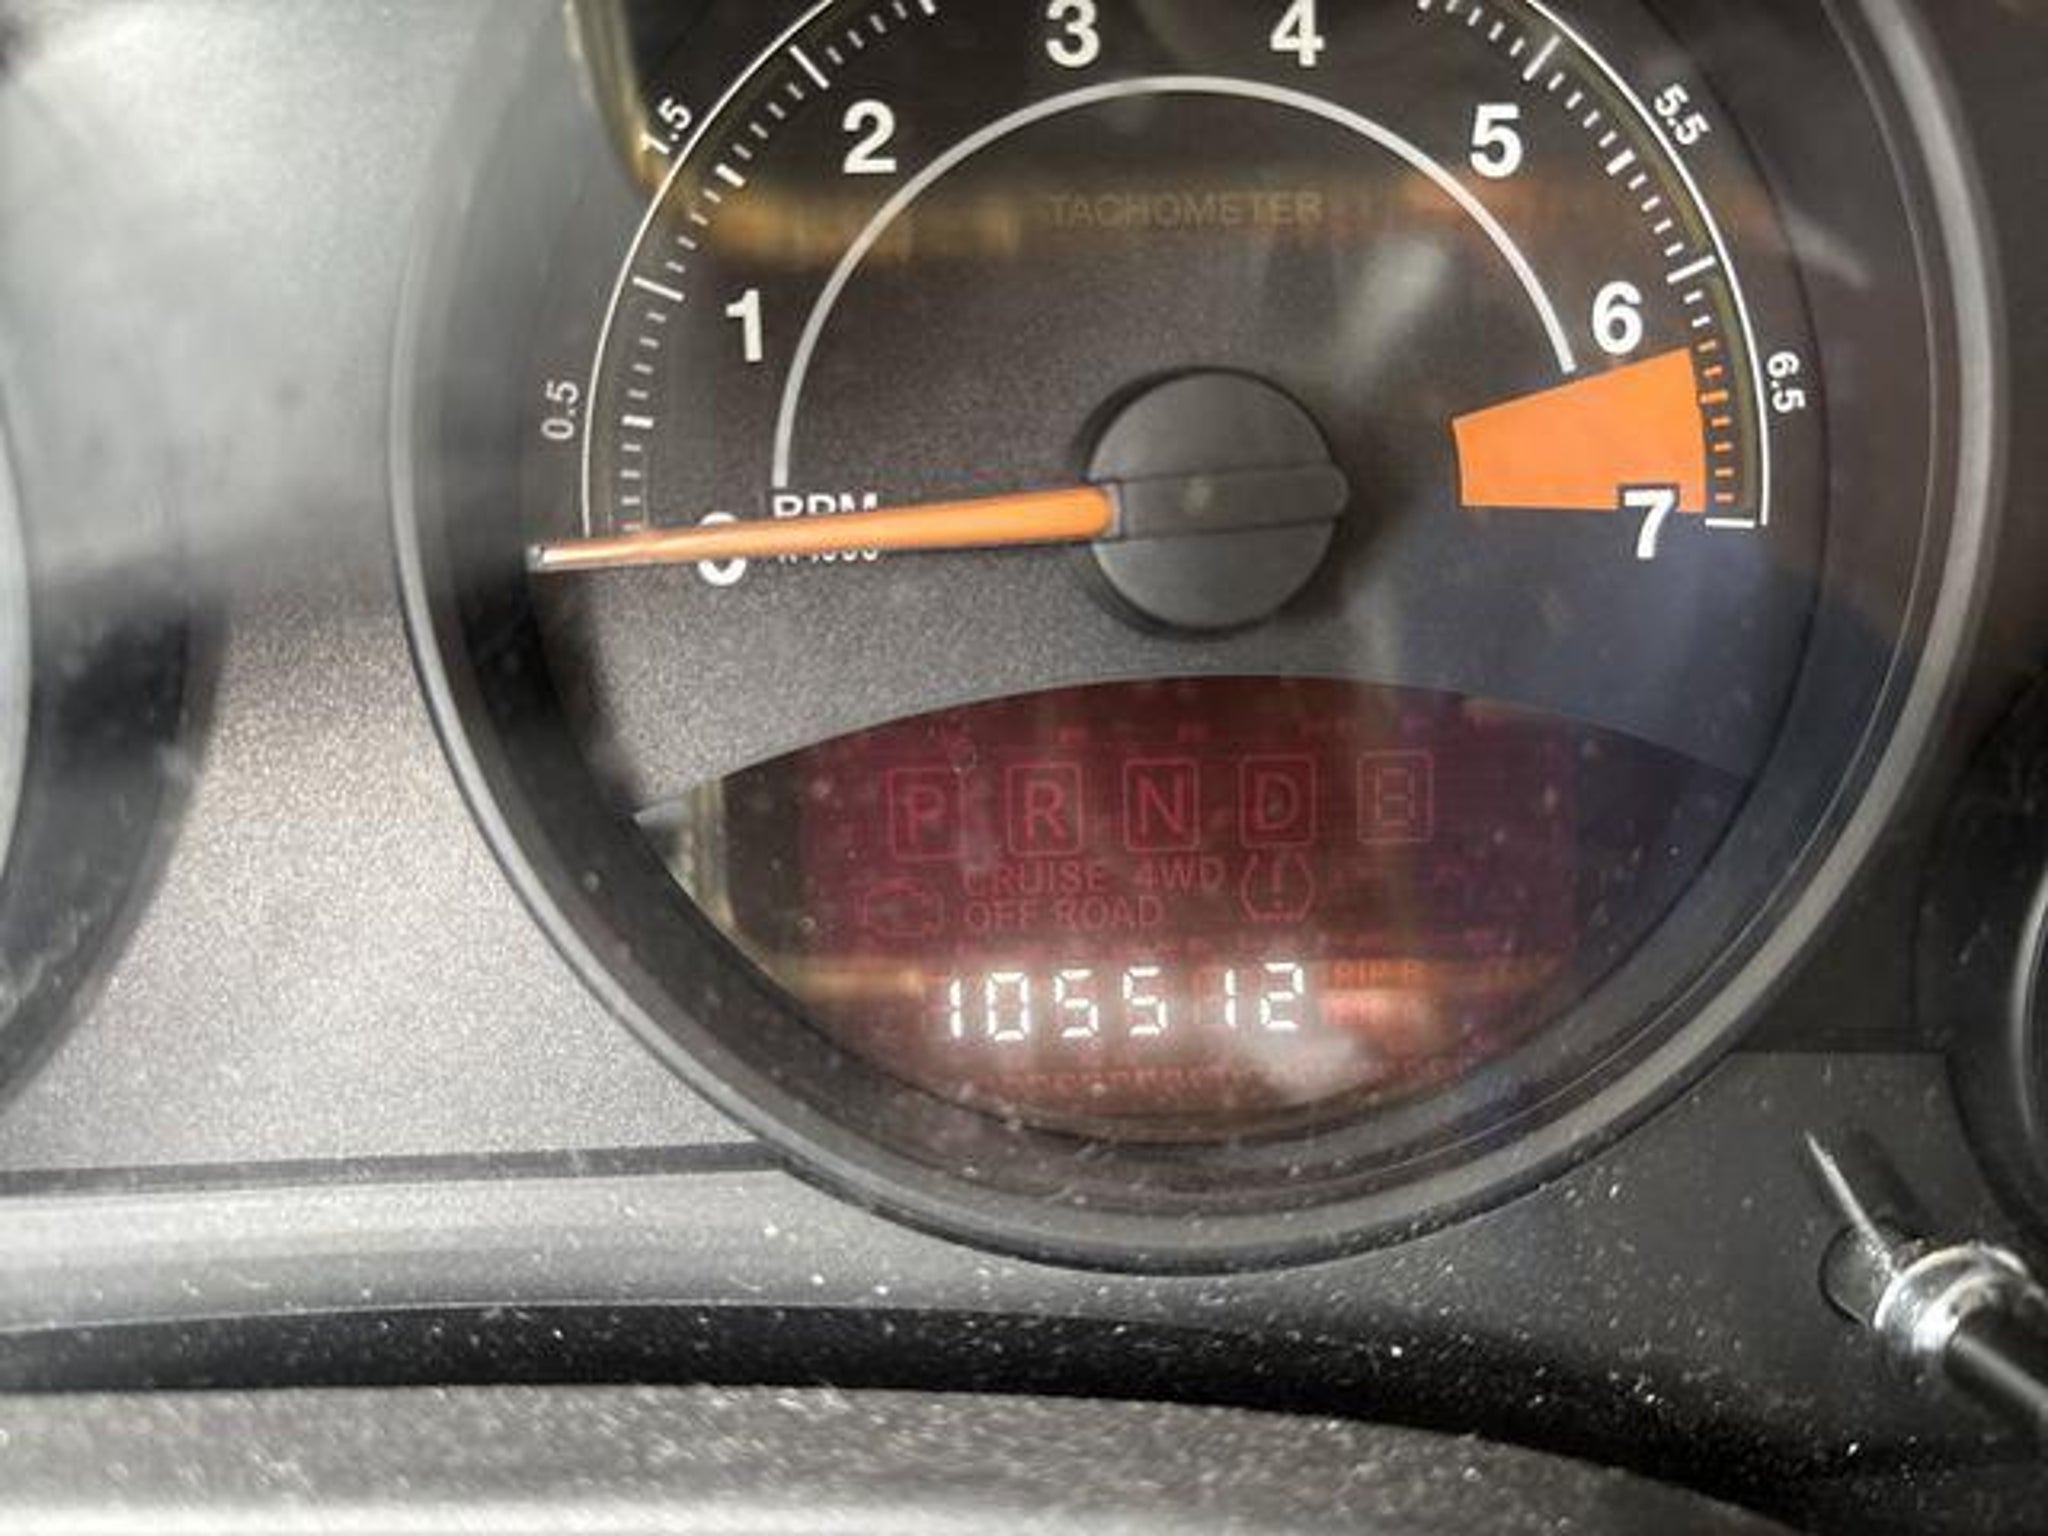 3 4
1.5 2 5 5.5
TACHOMETER
1 6
0.5 6.5
RPM
0 7
P R N D
CRUISE 4WD
OFF ROAD
105512